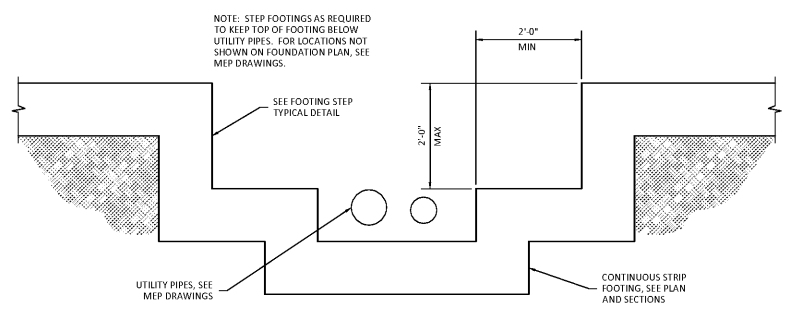 NOTE:  STEP FOOTINGS AS REQUIRED
TO KEEP TOP OF FOOTING BELOW
UTILITY PIPES.  FOR LOCATIONS NOT
SHOWN ON FOUNDATION PLAN, SEE
MEP DRAWINGS.
2'-0"
MIN
SEE FOOTING STEP
TYPICAL DETAIL
2'-0"
MAX
UTILITY PIPES, SEE
MEP DRAWINGS
CONTINUOUS STRIP
FOOTING, SEE PLAN
AND SECTIONS